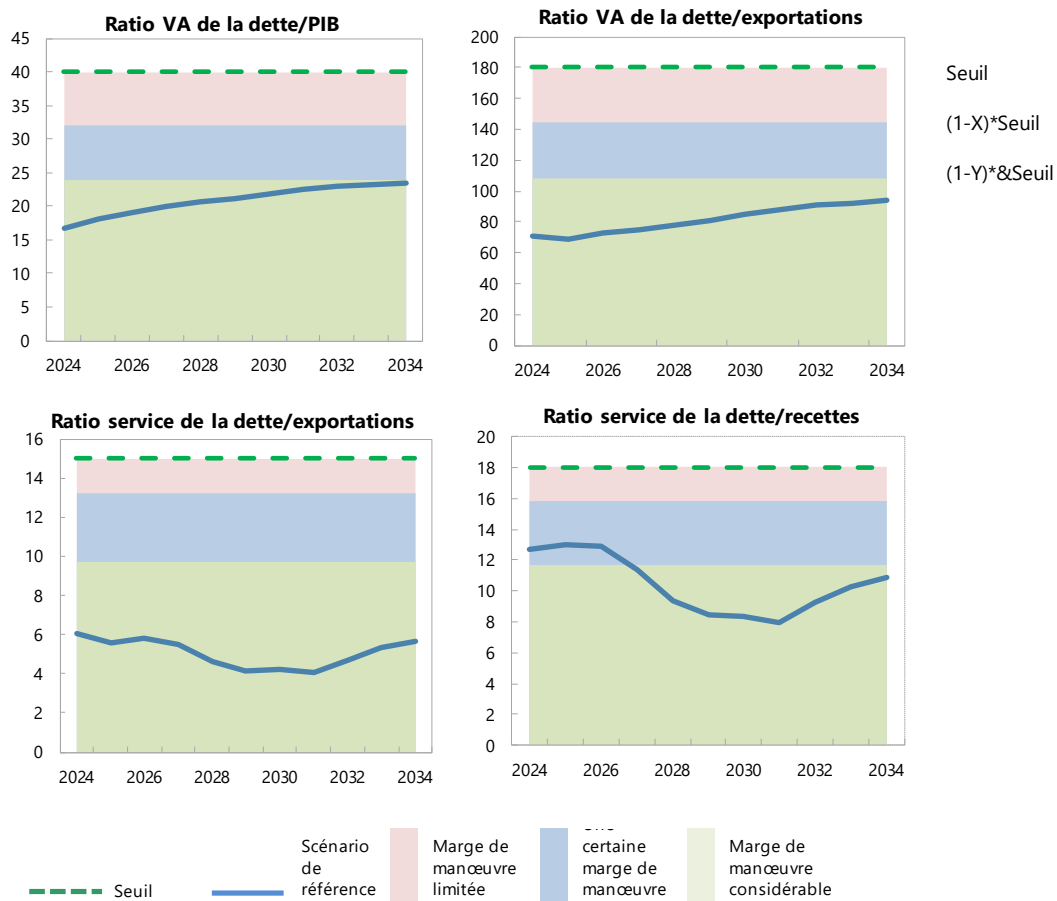 Ratio VA de la dette/PIB
45
40
35
30
25
20
15
10
5
0
2024 2026 2028 2030 2032 2034
Ratio VA de la dette/exportations
200
180
160
140
120
100
80
60
40
20
0
2024 2026 2028 2030 2032 2034
Seuil
(1-X)*Seuil
(1-Y)*&Seuil
Ratio service de la dette/exportations
16
14
12
10
8
6
4
2
0
2024 2026 2028 2030 2032 2034
Ratio service de la dette/recettes
20
18
16
14
12
10
8
6
4
2
0
2024 2026 2028 2030 2032 2034
Seuil
Scénario
de
référence
Marge de
manœuvre
limitée
certaine
marge de
manœuvre
Marge de
manœuvre
considérable